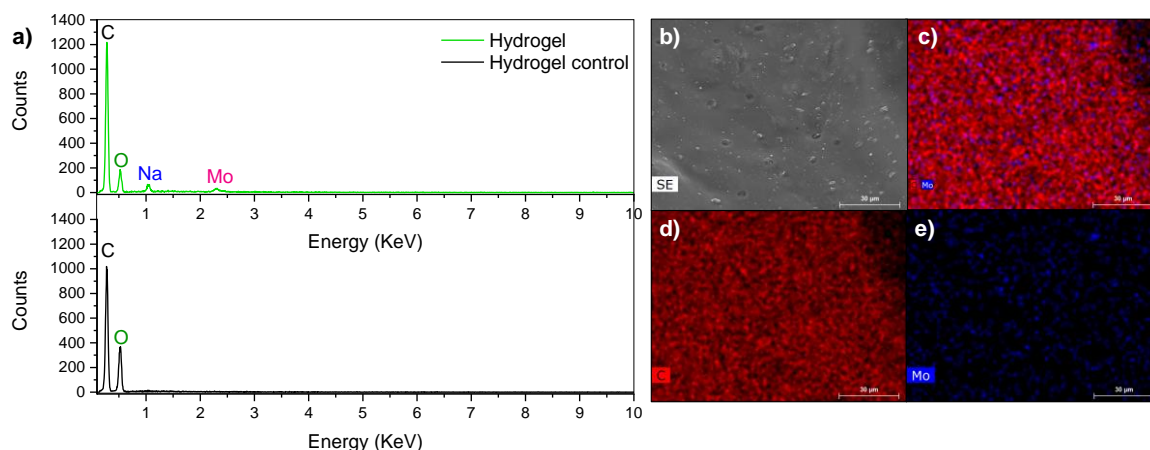 a)
1400
1200
1000
800
600
400
200
0
Counts
C
O
Na
Mo
Hydrogel
Hydrogel control
1 2 3 4 5 6 7 8 9 10
Energy (KeV)
1400
1200
1000
800
600
400
200
0
Counts
C
O
1 2 3 4 5 6 7 8 9 10
Energy (KeV)
b)
SE
30 µm
c)
Mo
30 µm
d)
C
30 µm
e)
Mo
30 µm